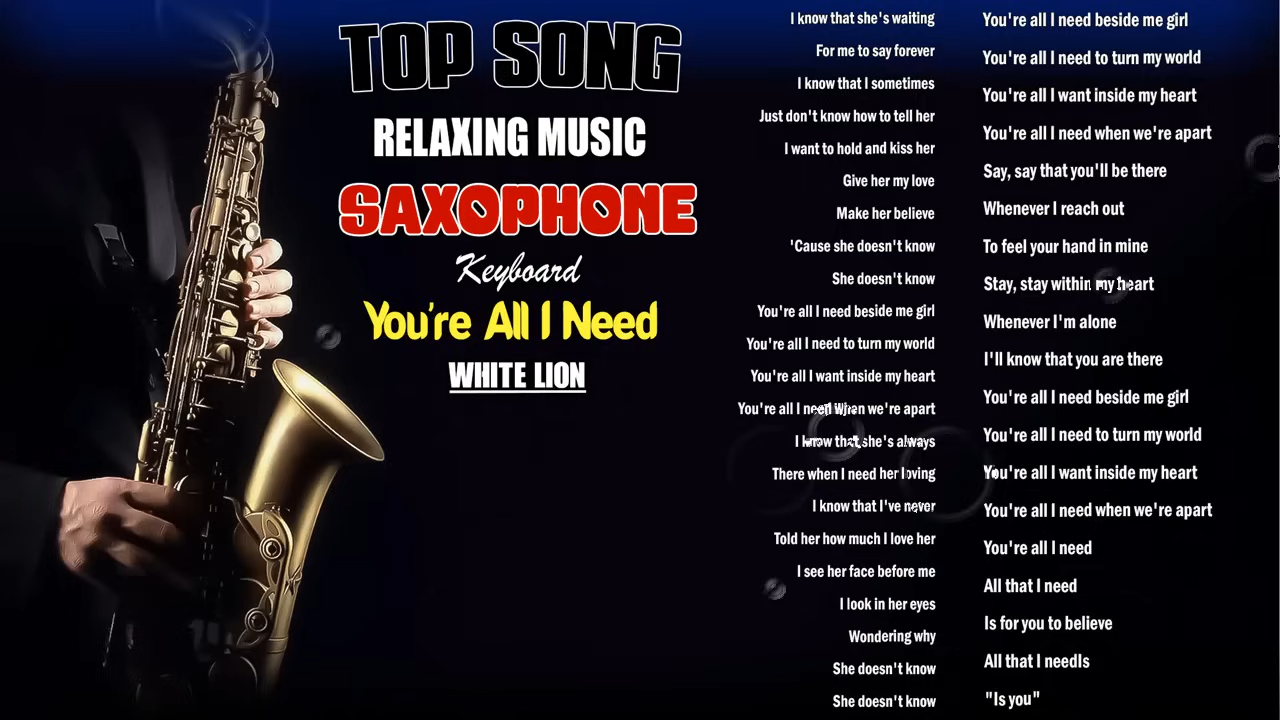 TOP SONG
RELAXING MUSIC
SAXOPHONE
Keyboard
You're All I Need
WHITE LION
I know that she's waiting
For me to say forever
I know that I sometimes
Just don't know how to tell her
I want to hold and kiss her
Give her my love
Make her believe
'Cause she doesn't know
She doesn't know
You're all I need beside me girl
You're all I need to turn my world
You're all I want inside my heart
You're all I need when we're apart
I know that she's always
There when I need her loving
I know that I've never
Told her how much I love her
I see her face before me
I look in her eyes
Wondering why
She doesn't know
She doesn't know
You're all I need beside me girl
You're all I need to turn my world
You're all I want inside my heart
You're all I need when we're apart
Say, say that you'll be there
Whenever I reach out
To feel your hand in mine
Stay, stay within my heart
Whenever I'm alone
I'll know that you are there
You're all I need beside me girl
You're all I need to turn my world
You're all I want inside my heart
You're all I need when we're apart
You're all I need
All that I need
Is for you to believe
All that I needIs
"Is you"